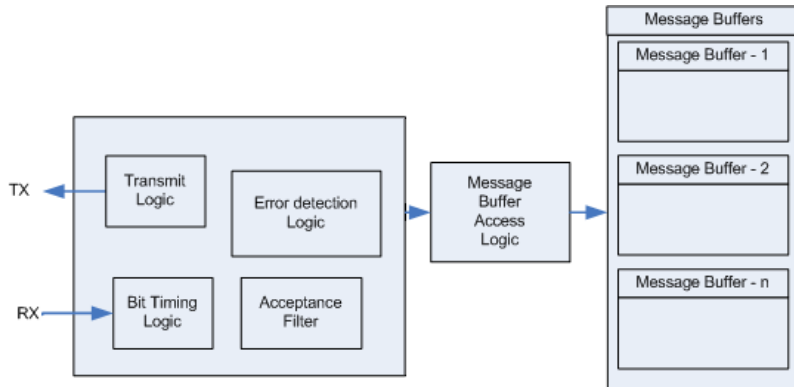 Message Buffers
Message Buffer - 1
Message Buffer - 2
Message Buffer - n
TX
Transmit
Logic
Error detection
Logic
Message
Buffer
Access
Logic
RX
Bit Timing
Logic
Acceptance
Filter